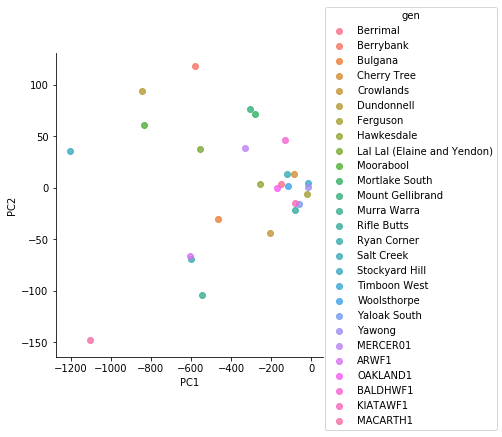 gen
Berrimal
Berrybank
Bulgana
Cherry Tree
Crowlands
Dundonnell
Ferguson
Hawkesdale
Lal Lal (Elaine and Yendon)
Moorabool
Mortlake South
Mount Gellibrand
Murra Warra
Rifle Butts
Ryan Corner
Salt Creek
Stockyard Hill
Timboon West
Woolsthorpe
Yaloak South
Yawong
MERCER01
ARWF1
OAKLAND1
BALDHWF1
KIATAWF1
MACARTH1
PC2
100
50
0
−50
−100
−150
−1200 −1000 −800 −600 −400 −200 0
PC1